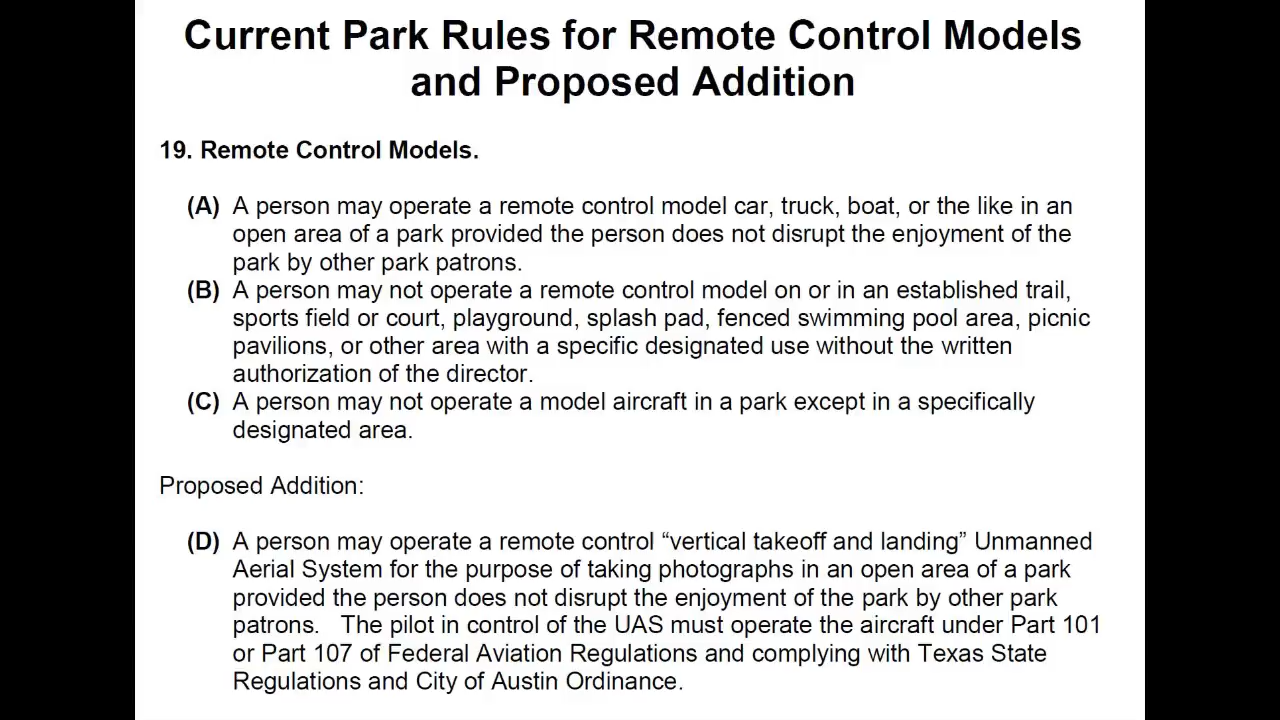 Current Park Rules for Remote Control Models
and Proposed Addition
19. Remote Control Models.
(A) A person may operate a remote control model car, truck, boat, or the like in an
open area of a park provided the person does not disrupt the enjoyment of the
park by other park patrons.
(B) A person may not operate a remote control model on or in an established trail,
sports field or court, playground, splash pad, fenced swimming pool area, picnic
pavilions, or other area with a specific designated use without the written
authorization of the director.
(C) A person may not operate a model aircraft in a park except in a specifically
designated area.
Proposed Addition:
(D) A person may operate a remote control “vertical takeoff and landing” Unmanned
Aerial System for the purpose of taking photographs in an open area of a park
provided the person does not disrupt the enjoyment of the park by other park
patrons. The pilot in control of the UAS must operate the aircraft under Part 101
or Part 107 of Federal Aviation Regulations and complying with Texas State
Regulations and City of Austin Ordinance.